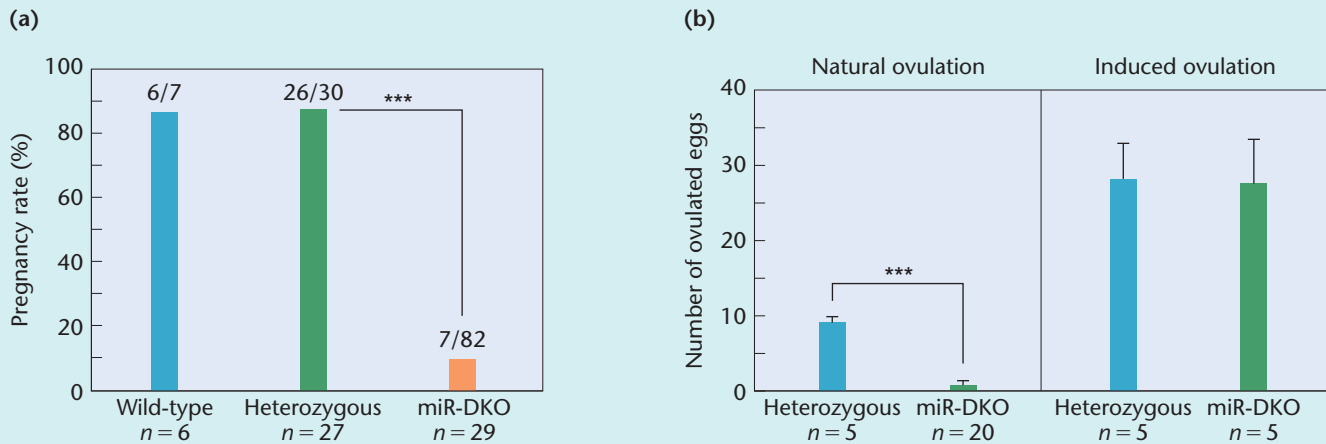 (a)
Pregnancy rate (%)
100
80
60
40
20
0
6/7
26/30
***
7/82
Wild-type
n = 6
Heterozygous
n = 27
miR-DKO
n = 29
(b)
Natural ovulation
Induced ovulation
Number of ovulated eggs
40
30
20
10
0
***
Heterozygous
n = 5
miR-DKO
n = 20
Heterozygous
n = 5
miR-DKO
n = 5